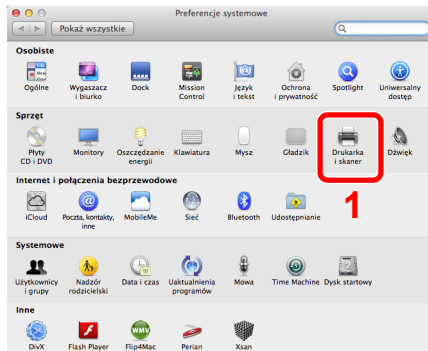 Preferencje systemowe
Pokaż wszystkie
Osobiste
Ogólne
Wygaszacz i biurko
Dock
Mission Control
Język i tekst
Ochrona i prywatność
Spotlight
Uniwersalny dostęp
Sprzęt
Płyty CD i DVD
Monitory
Oszczędzanie energii
Klawiatura
Mysz
Gładzik
Drukarka i skaner
Dźwięk
1
Internet i połączenia bezprzewodowe
iCloud
Poczta, kontakty, inne
MobileMe
Sieć
Bluetooth
Udostępnianie
Systemowe
Użytkownicy i grupy
Nadzór rodzicielski
Data i czas
Uaktualnienia programów
Mowa
Time Machine
Dysk startowy
Inne
DivX
Flash Player
WMV
Flip4Mac
Perian
Xsan